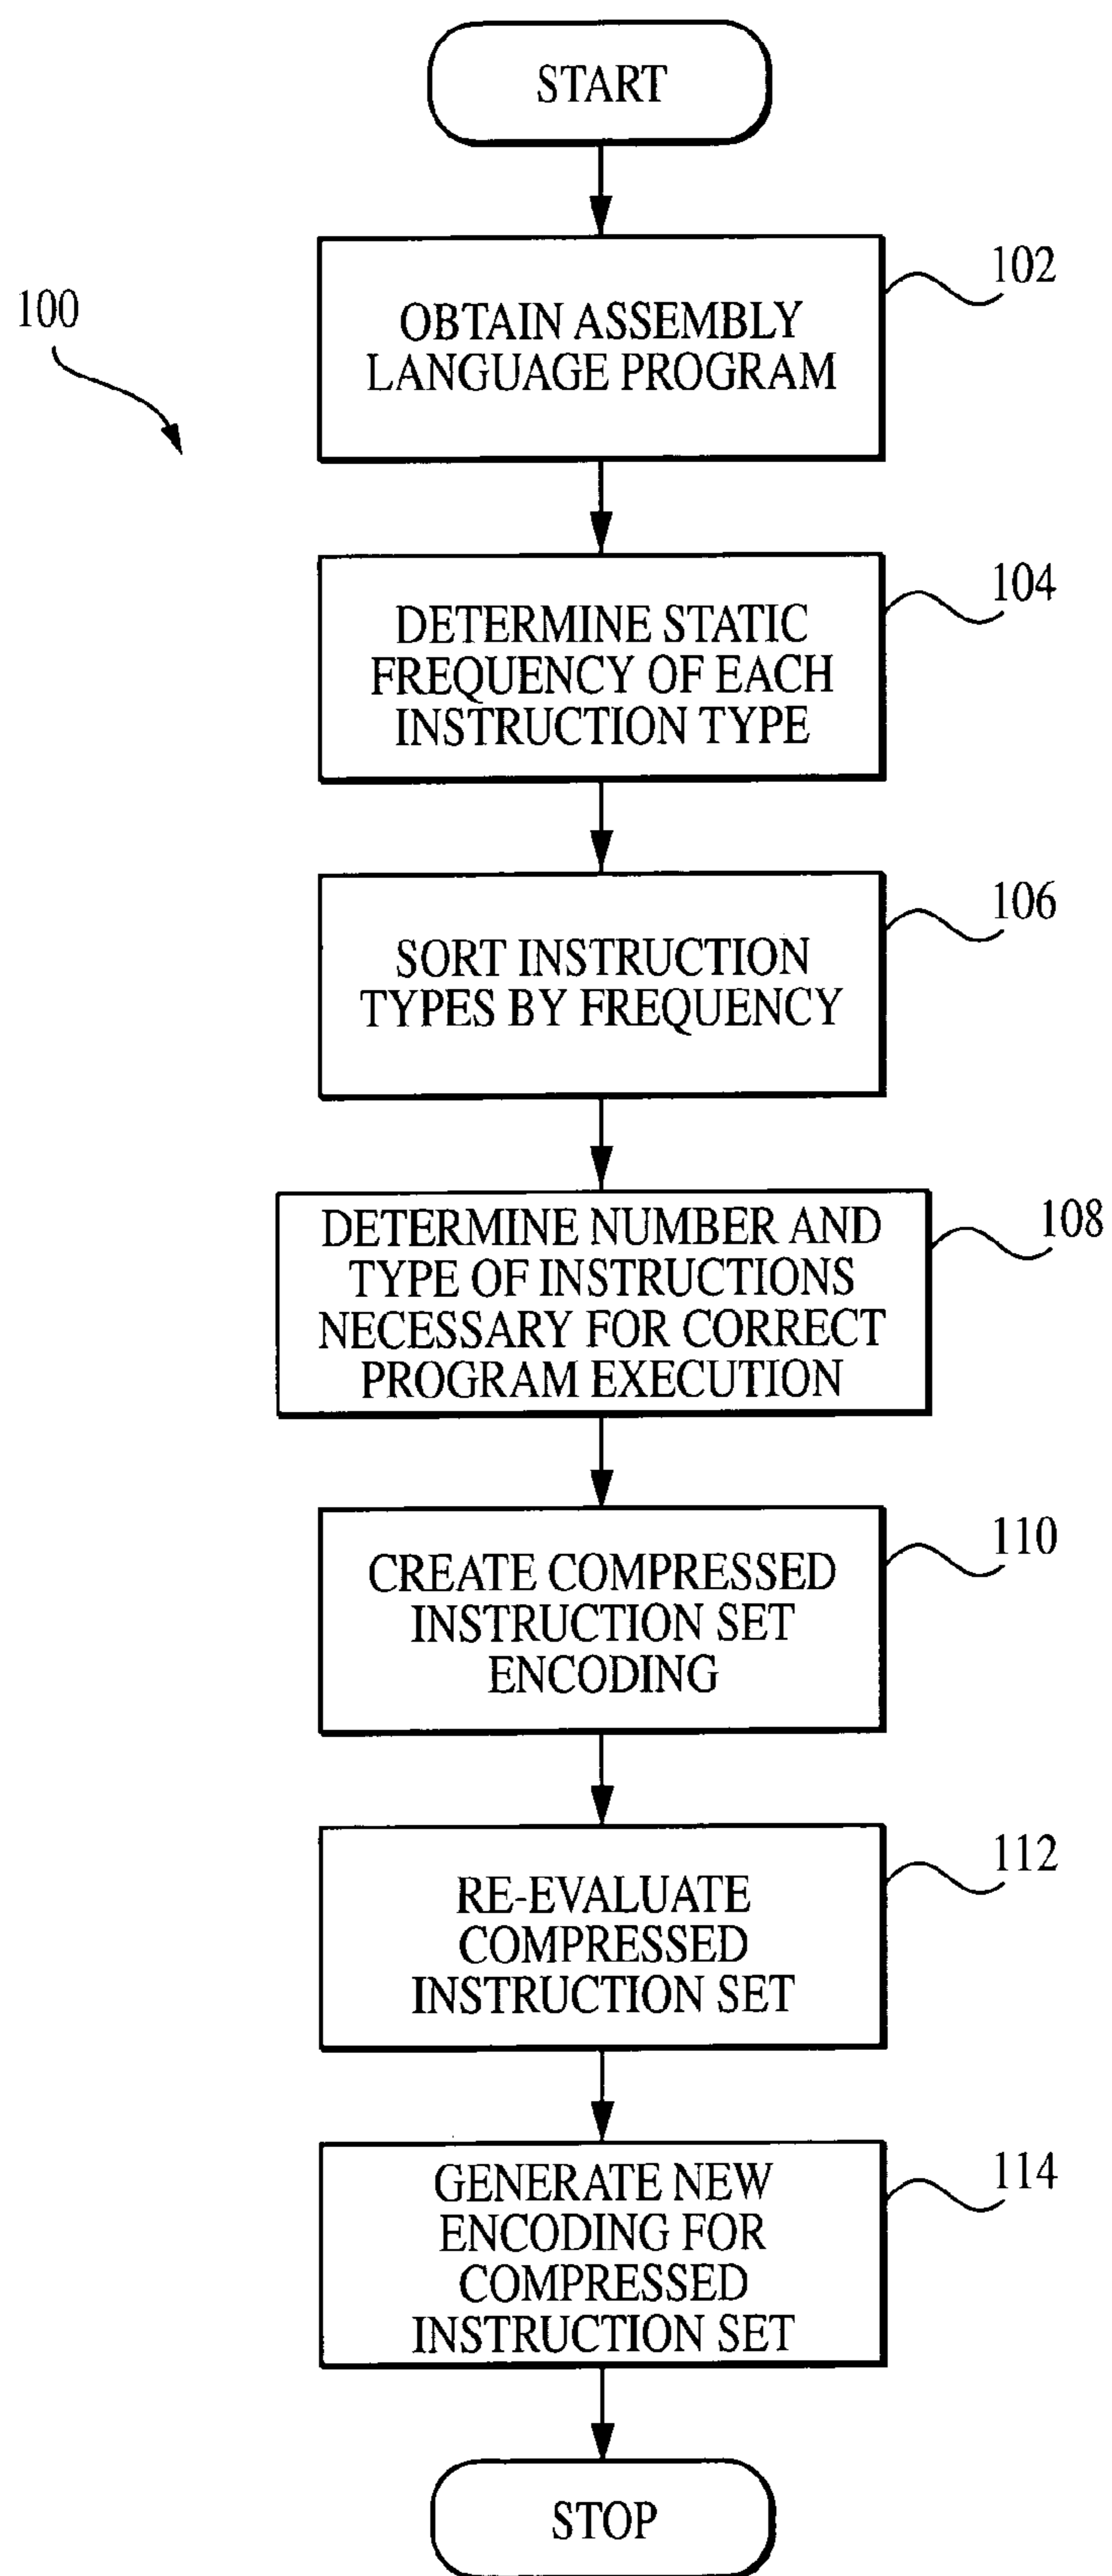 START
100
102
OBTAIN ASSEMBLY
LANGUAGE PROGRAM
104
DETERMINE STATIC
FREQUENCY OF EACH
INSTRUCTION TYPE
106
SORT INSTRUCTION
TYPES BY FREQUENCY
108
DETERMINE NUMBER AND
TYPE OF INSTRUCTIONS
NECESSARY FOR CORRECT
PROGRAM EXECUTION
110
CREATE COMPRESSED
INSTRUCTION SET
ENCODING
112
RE-EVALUATE
COMPRESSED
INSTRUCTION SET
114
GENERATE NEW
ENCODING FOR
COMPRESSED
INSTRUCTION SET
STOP